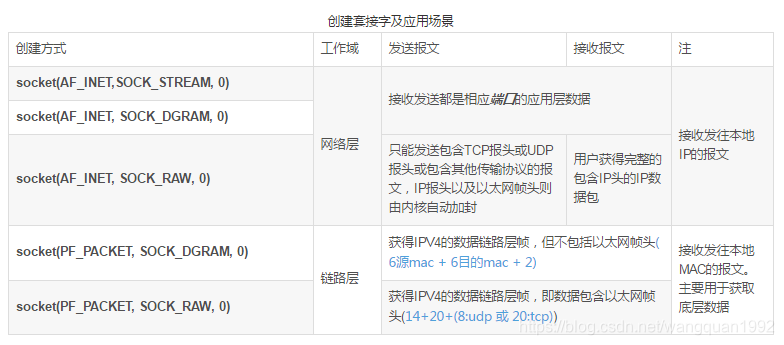 创建套接字及应用场景
创建方式 工作域 发送报文 接收报文 注
socket(AF_INET,SOCK_STREAM, 0)
socket(AF_INET, SOCK_DGRAM, 0)
网络层
接收发送都是相应端口的应用层数据
接收发往本地
IP的报文
socket(AF_INET, SOCK_RAW, 0)
只能发送包含TCP报头或UDP
报头或包含其他传输协议的报
文，IP报头以及以太网帧头则
由内核自动加封
用户获得完整的
包含IP头的IP数
据包
socket(PF_PACKET, SOCK_DGRAM, 0)
链路层
获得IPV4的数据链路层帧，但不包括以太网帧头(
6源mac + 6目的mac + 2)
接收发往本地
MAC的报文。
主要用于获取
底层数据
socket(PF_PACKET, SOCK_RAW, 0)
获得IPV4的数据链路层帧，即数据包含以太网帧
头(14+20+(8:udp 或 20:tcp))
https://blog.csdn.net/wangquan1992